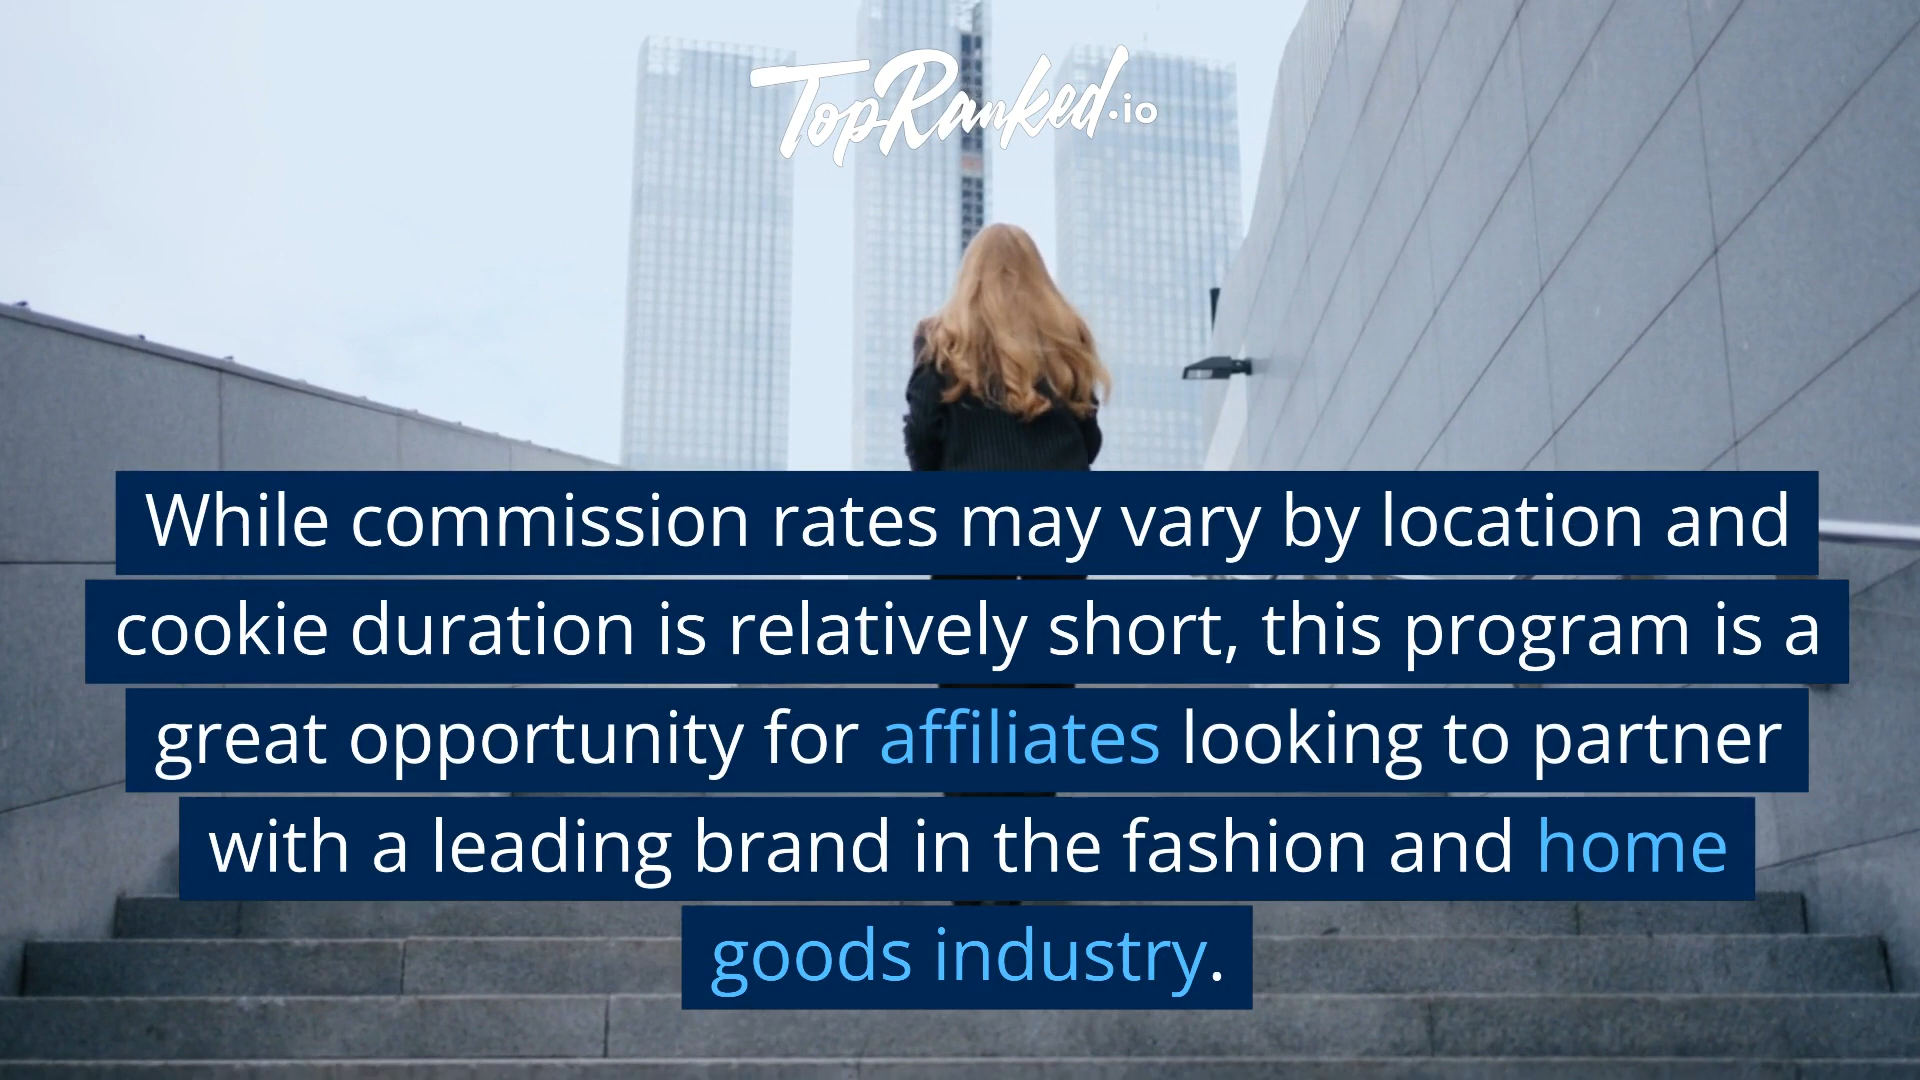 TopRanked.io
While commission rates may vary by location and
cookie duration is relatively short, this program is a
great opportunity for affiliates looking to partner
with a leading brand in the fashion and home
goods industry.